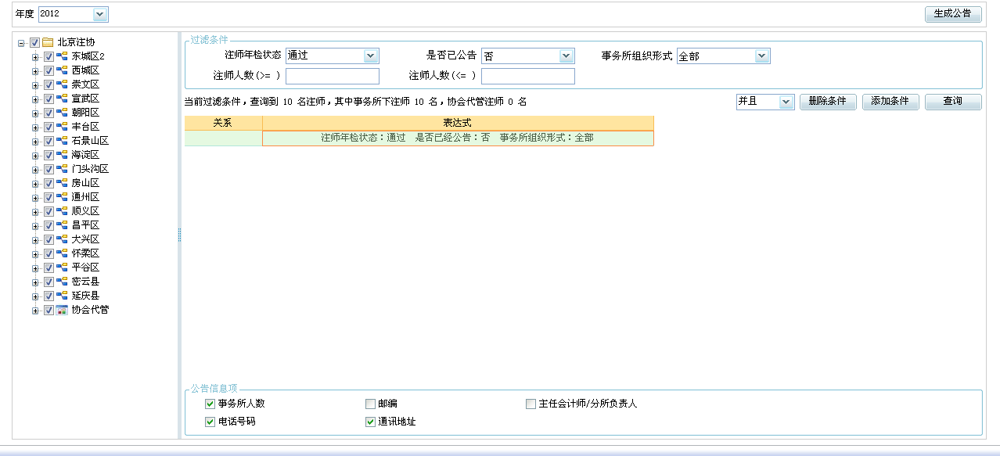 年度 2012 生成公告
北京注协
东城区2
西城区
崇文区
宣武区
朝阳区
丰台区
石景山区
海淀区
门头沟区
房山区
通州区
顺义区
昌平区
大兴区
怀柔区
平谷区
密云县
延庆县
协会代管
过滤条件
注师年检状态 通过 是否已公告 否 事务所组织形式 全部
注师人数(>= ) 注师人数(<= )
当前过滤条件，查询到 10 名注师，其中事务所下注师 10 名，协会代管注师 0 名 并且 删除条件 添加条件 查询
关系 表达式
注师年检状态：通过 是否已经公告：否 事务所组织形式：全部
公告信息项
事务所人数 邮编 主任会计师/分所负责人
电话号码 通讯地址